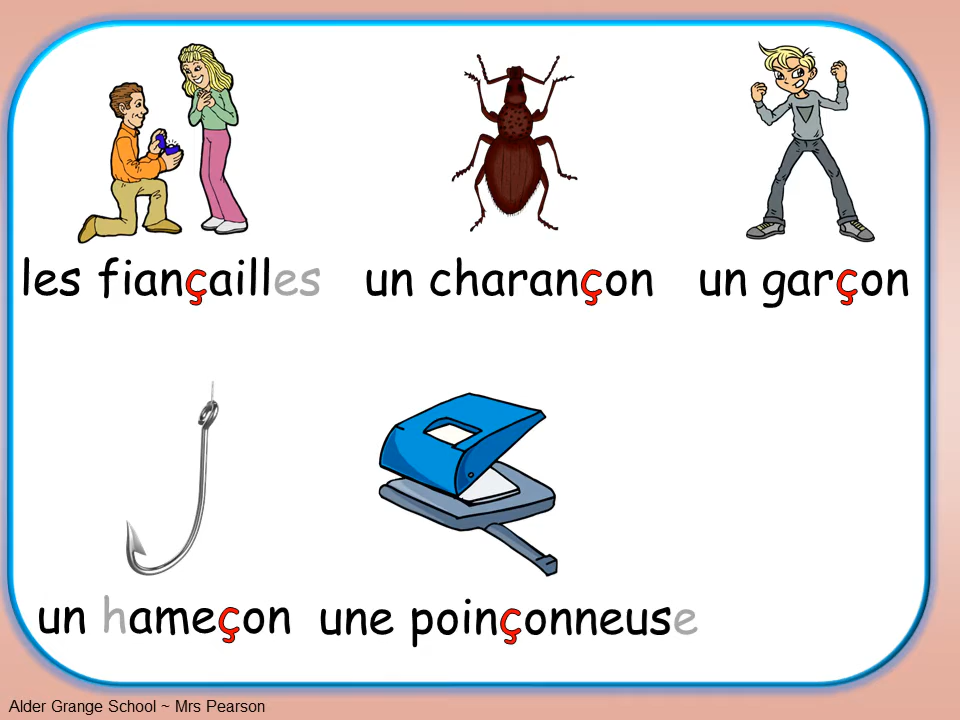 les fiançailles un charançon un garçon
un hameçon une poinçonneuse
Alder Grange School ~ Mrs Pearson